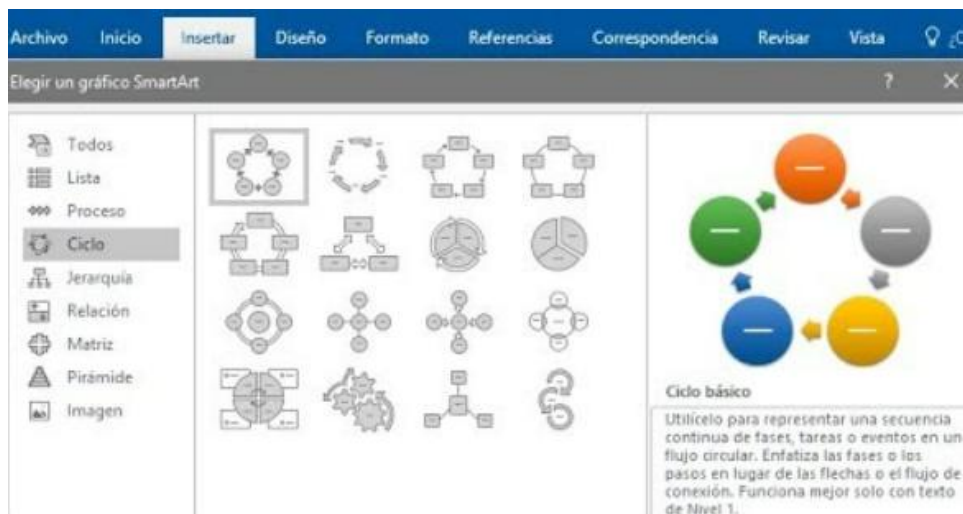 Archivo Inicio Insertar Diseño Formato Referencias Correspondencia Revisar Vista
Elegir un gráfico SmartArt ? ×
Todos
Lista
Proceso
Ciclo
Jerarquía
Relación
Matriz
Pirámide
Imagen
Ciclo básico
Utilícelo para representar una secuencia
continua de fases, tareas o eventos en un
flujo circular. Enfatiza las fases o los
pasos en lugar de las flechas o el flujo de
conexión. Funciona mejor solo con texto
de Nivel 1.